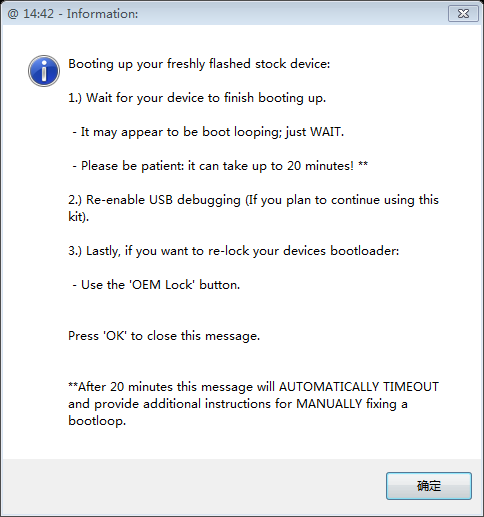 @ 14:42 - Information:
Booting up your freshly flashed stock device:
1.) Wait for your device to finish booting up.
- It may appear to be boot looping; just WAIT.
- Please be patient: it can take up to 20 minutes! **
2.) Re-enable USB debugging (If you plan to continue using this
kit).
3.) Lastly, if you want to re-lock your devices bootloader:
- Use the 'OEM Lock' button.
Press 'OK' to close this message.
**After 20 minutes this message will AUTOMATICALLY TIMEOUT
and provide additional instructions for MANUALLY fixing a
bootloop.
确定